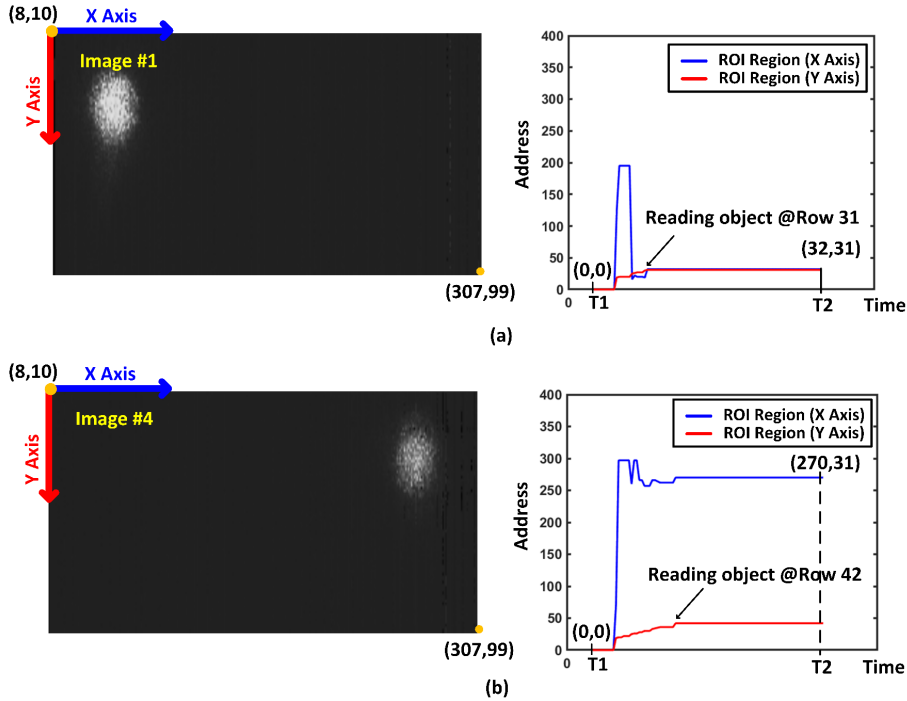 (8,10)
X Axis
Image #1
Y Axis
(307,99)
400
350
300
250
200
150
100
50
0
0
Address
ROI Region (X Axis)
ROI Region (Y Axis)
Reading object @Row 31
(32,31)
(0,0)
T1
T2
Time
(a)
(8,10)
X Axis
Image #4
Y Axis
(307,99)
400
350
300
250
200
150
100
50
0
0
Address
ROI Region (X Axis)
ROI Region (Y Axis)
(270,31)
Reading object @Row 42
(0,0)
T1
T2
Time
(b)